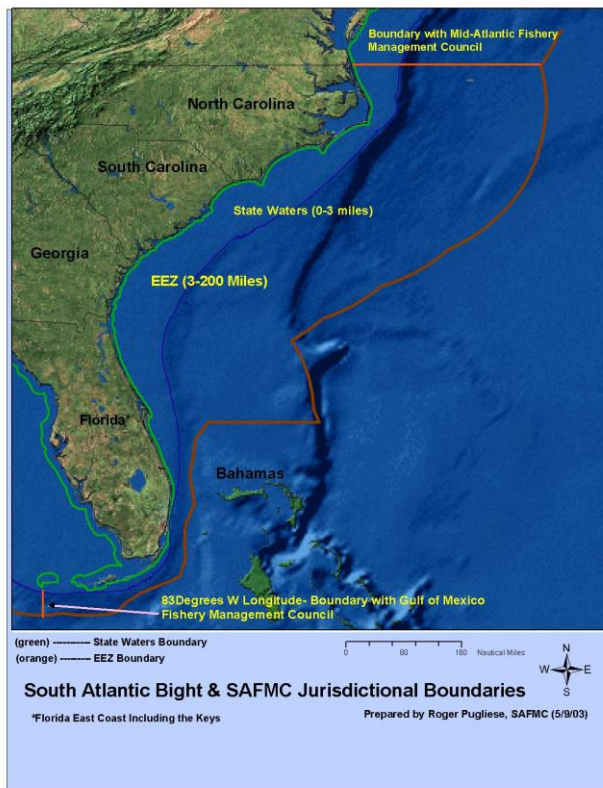 Boundary with Mid-Atlantic Fishery
Management Council
North Carolina
South Carolina
State Waters (0-3 miles)
Georgia
EEZ (3-200 Miles)
Florida*
Bahamas
83Degrees W Longitude- Boundary with Gulf of Mexico
Fishery Management Council
(green) ----------- State Waters Boundary
(orange) --------- EEZ Boundary
0 80 160 Nautical Miles
N
W E
S
South Atlantic Bight & SAFMC Jurisdictional Boundaries
*Florida East Coast Including the Keys
Prepared by Roger Pugliese, SAFMC (5/9/03)